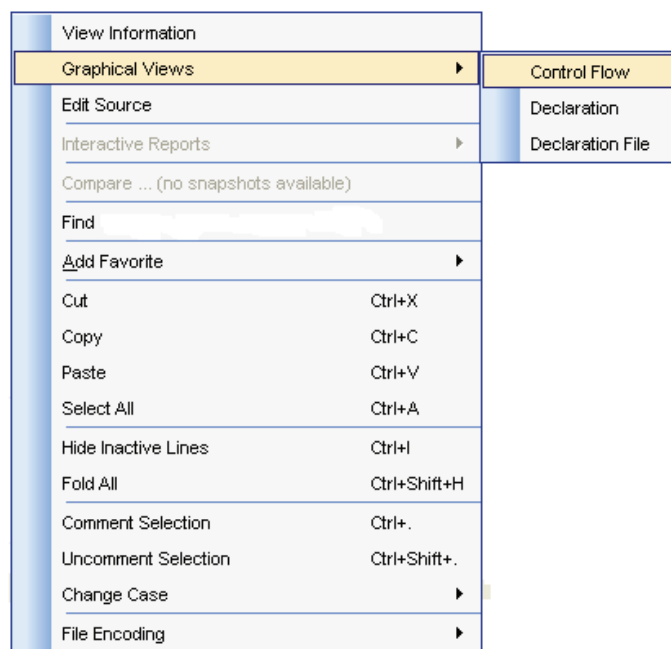 View Information
Graphical Views
Control Flow
Edit Source
Declaration
Interactive Reports
Declaration File
Compare ... (no snapshots available)
Find
Add Favorite
Cut Ctrl+X
Copy Ctrl+C
Paste Ctrl+V
Select All Ctrl+A
Hide Inactive Lines Ctrl+I
Fold All Ctrl+Shift+H
Comment Selection Ctrl+.
Uncomment Selection Ctrl+Shift+.
Change Case
File Encoding